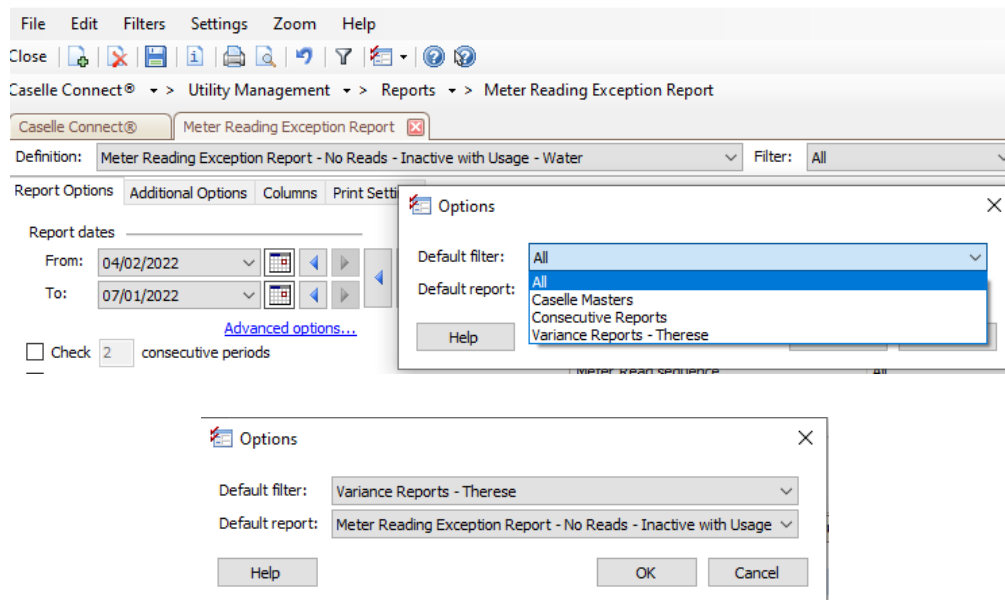 File Edit Filters Settings Zoom Help
Close
Caselle Connect® > Utility Management > Reports > Meter Reading Exception Report
Caselle Connect® Meter Reading Exception Report
Definition: Meter Reading Exception Report - No Reads - Inactive with Usage - Water Filter: All
Report Options Additional Options Columns Print Setti
Report dates
From: 04/02/2022
To: 07/01/2022
Advanced options...
Check 2 consecutive periods
Options
Default filter: All
Default report:
All
Caselle Masters
Consecutive Reports
Variance Reports - Therese
Help
Meter Read sequence All
Options
Default filter: Variance Reports - Therese
Default report: Meter Reading Exception Report - No Reads - Inactive with Usage
Help OK Cancel